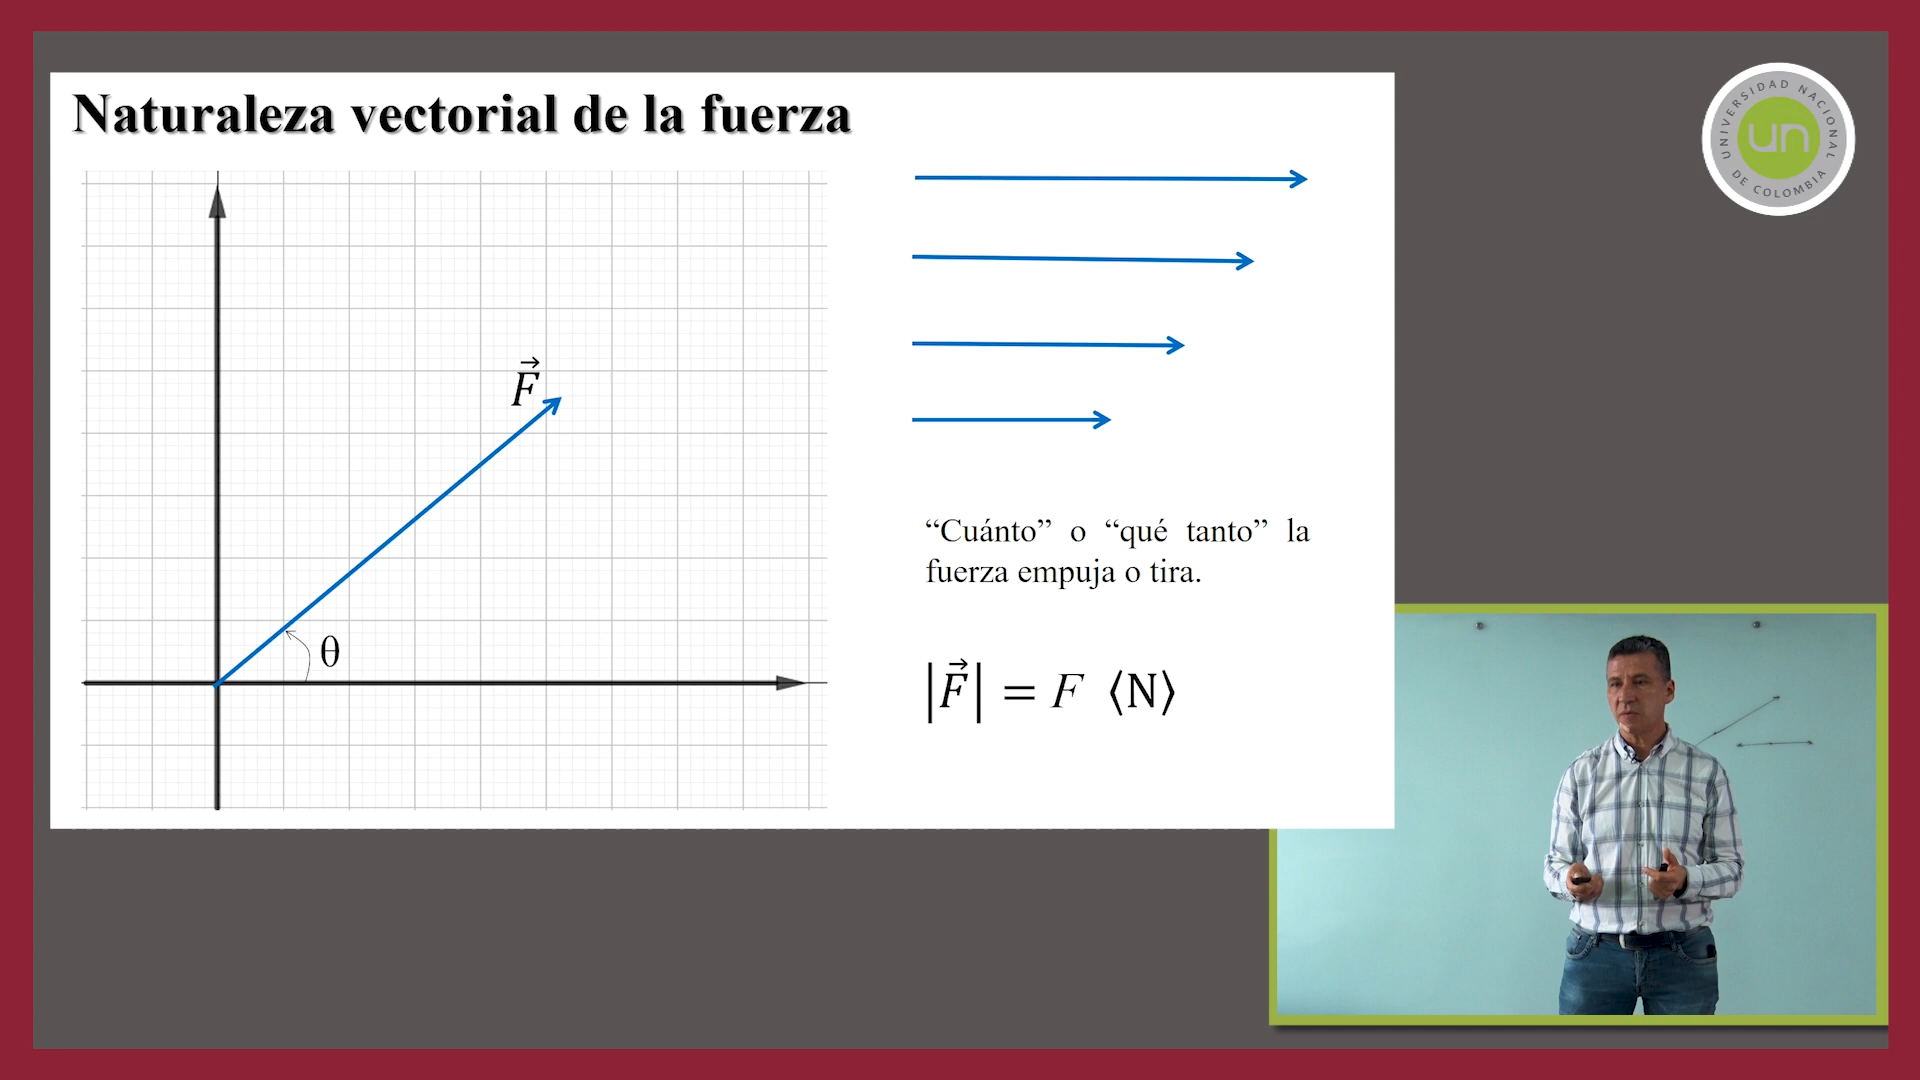 Naturaleza vectorial de la fuerza
UNIVERSIDAD NACIONAL
un
DE COLOMBIA
F⃗
θ
“Cuánto” o “qué tanto” la
fuerza empuja o tira.
|F⃗| = F ⟨N⟩